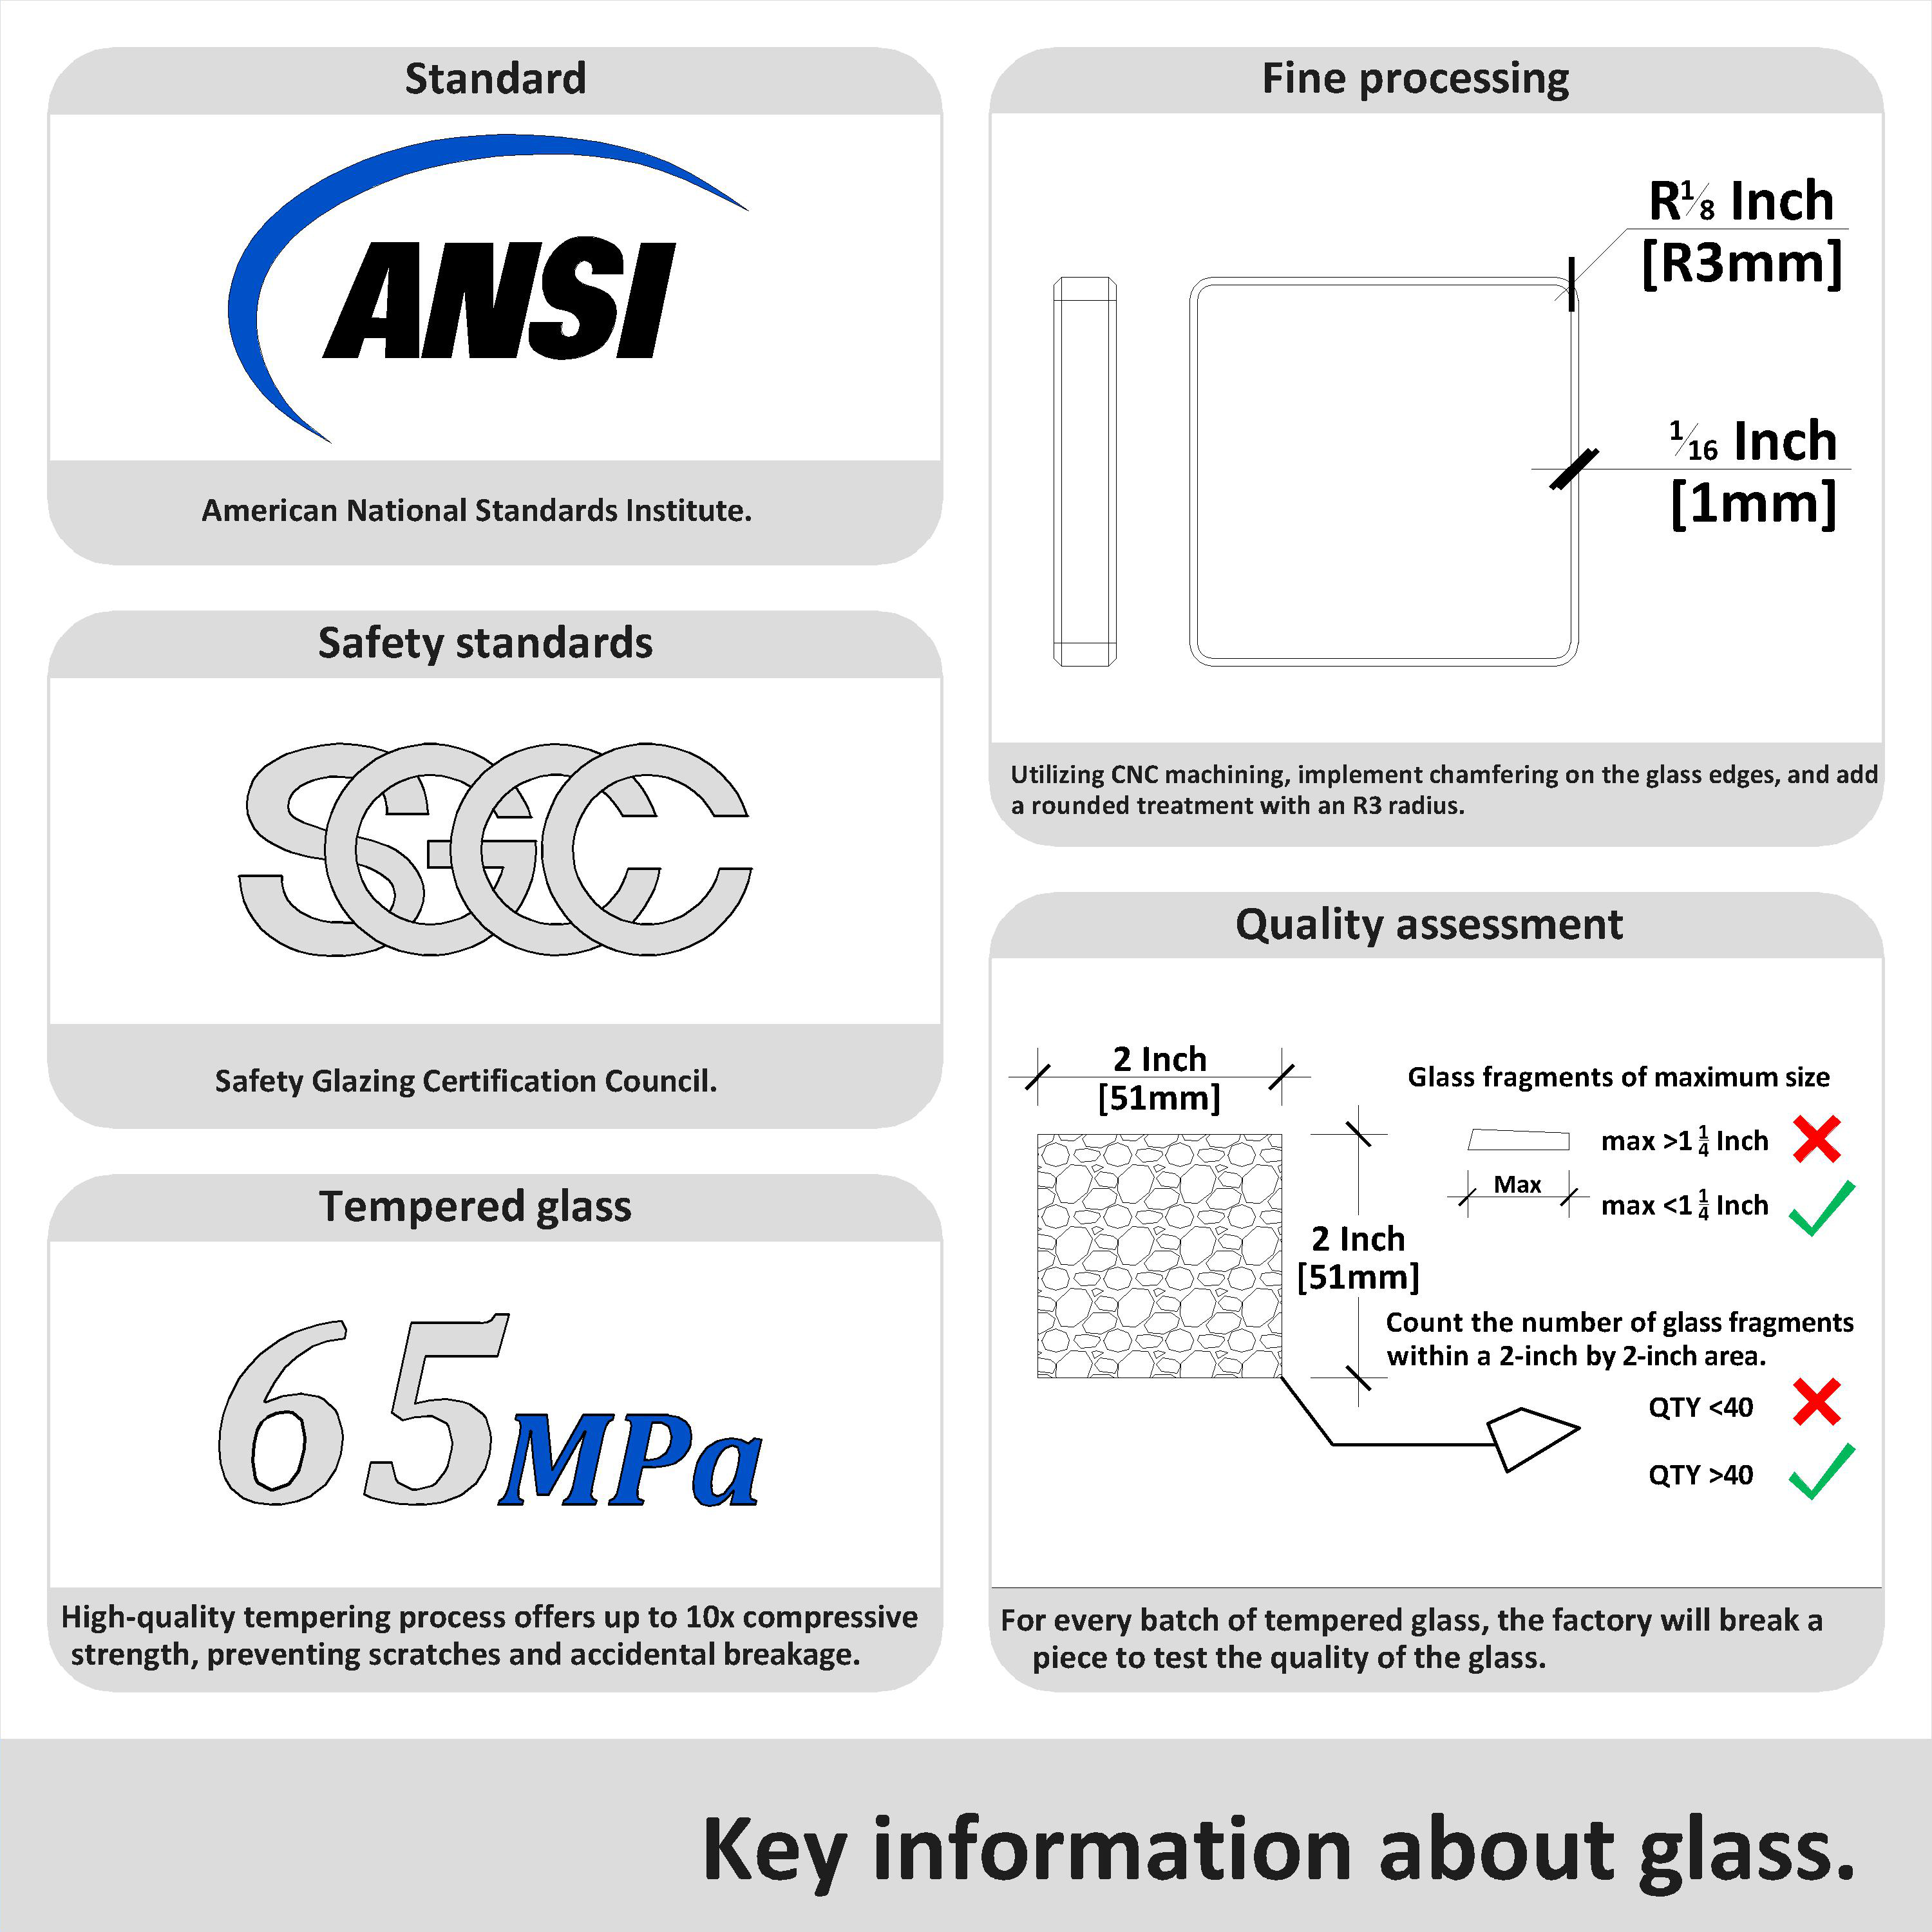 Standard
ANSI
American National Standards Institute.
Safety standards
SGCC
Safety Glazing Certification Council.
Tempered glass
65MPa
High-quality tempering process offers up to 10x compressive
strength, preventing scratches and accidental breakage.
Fine processing
R1⁄8 Inch
[R3mm]
1⁄16 Inch
[1mm]
Utilizing CNC machining, implement chamfering on the glass edges, and add
a rounded treatment with an R3 radius.
Quality assessment
2 Inch
[51mm]
2 Inch
[51mm]
Glass fragments of maximum size
max >1 1⁄4 Inch
Max
max <1 1⁄4 Inch
Count the number of glass fragments
within a 2-inch by 2-inch area.
QTY <40
QTY >40
For every batch of tempered glass, the factory will break a
piece to test the quality of the glass.
Key information about glass.